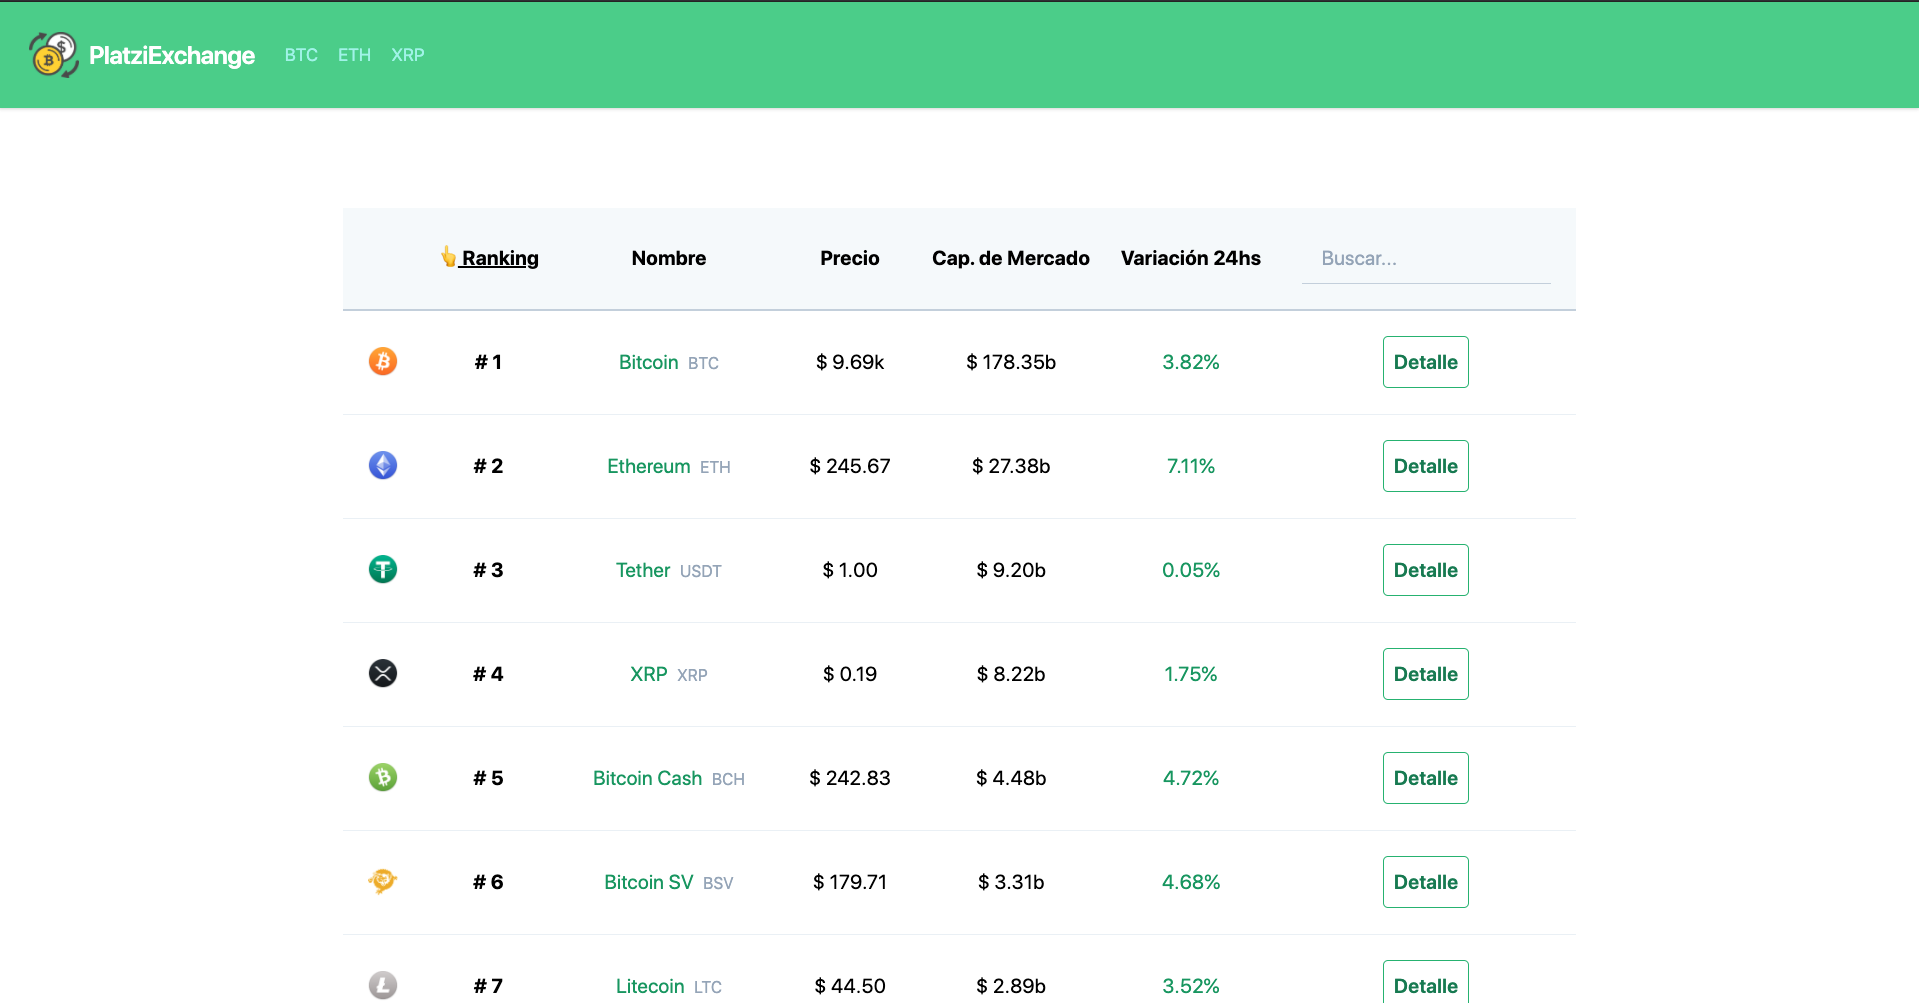 PlatziExchange BTC ETH XRP
👆 Ranking Nombre Precio Cap. de Mercado Variación 24hs Buscar...
# 1 Bitcoin BTC $ 9.69k $ 178.35b 3.82% Detalle
# 2 Ethereum ETH $ 245.67 $ 27.38b 7.11% Detalle
# 3 Tether USDT $ 1.00 $ 9.20b 0.05% Detalle
# 4 XRP XRP $ 0.19 $ 8.22b 1.75% Detalle
# 5 Bitcoin Cash BCH $ 242.83 $ 4.48b 4.72% Detalle
# 6 Bitcoin SV BSV $ 179.71 $ 3.31b 4.68% Detalle
# 7 Litecoin LTC $ 44.50 $ 2.89b 3.52% Detalle